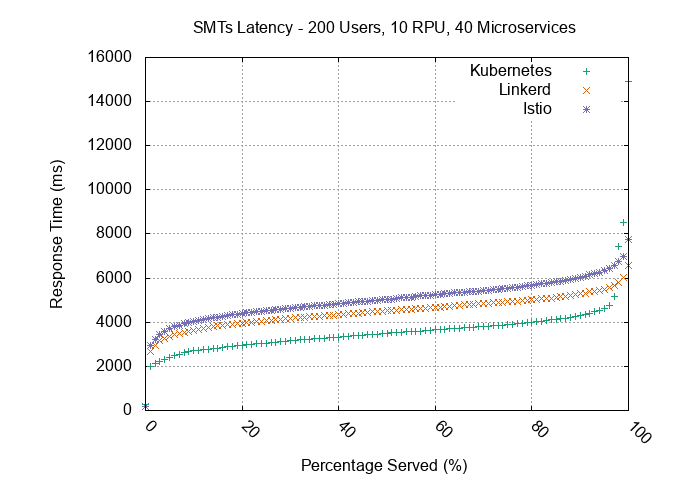 SMTs Latency - 200 Users, 10 RPU, 40 Microservices
16000
14000
12000
10000
8000
6000
4000
2000
0
Response Time (ms)
Kubernetes
Linkerd
Istio
0
20
40
60
80
100
Percentage Served (%)